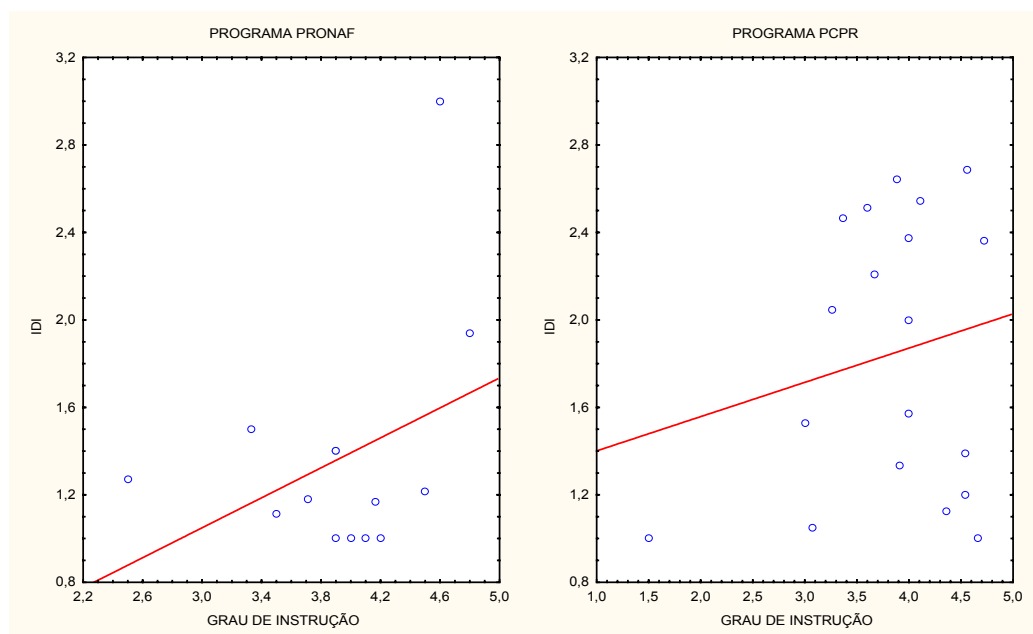 PROGRAMA PRONAF
3,2
2,8
2,4
2,0
1,6
1,2
0,8
IDI
2,2 2,6 3,0 3,4 3,8 4,2 4,6 5,0
GRAU DE INSTRUÇÃO
PROGRAMA PCPR
3,2
2,8
2,4
2,0
1,6
1,2
0,8
IDI
1,0 1,5 2,0 2,5 3,0 3,5 4,0 4,5 5,0
GRAU DE INSTRUÇÃO